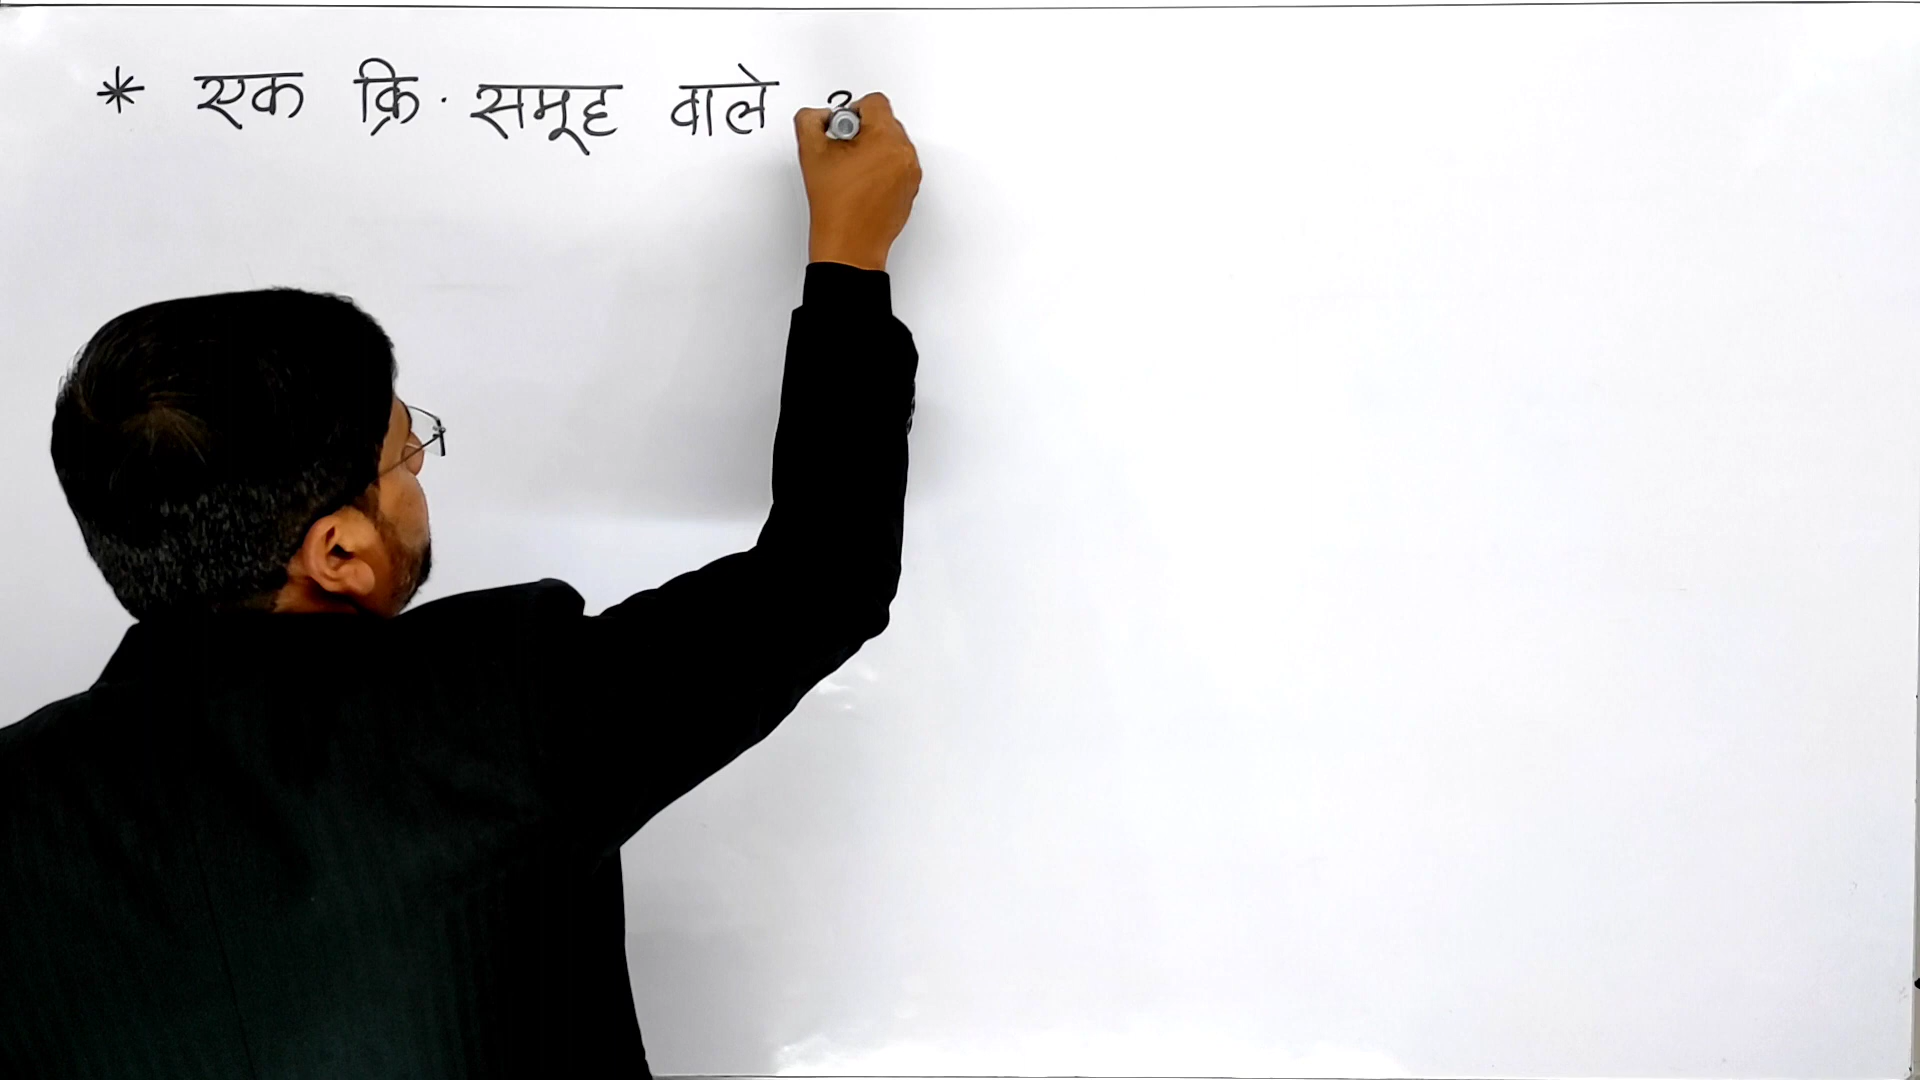 * एक क्रि. समूह वाले